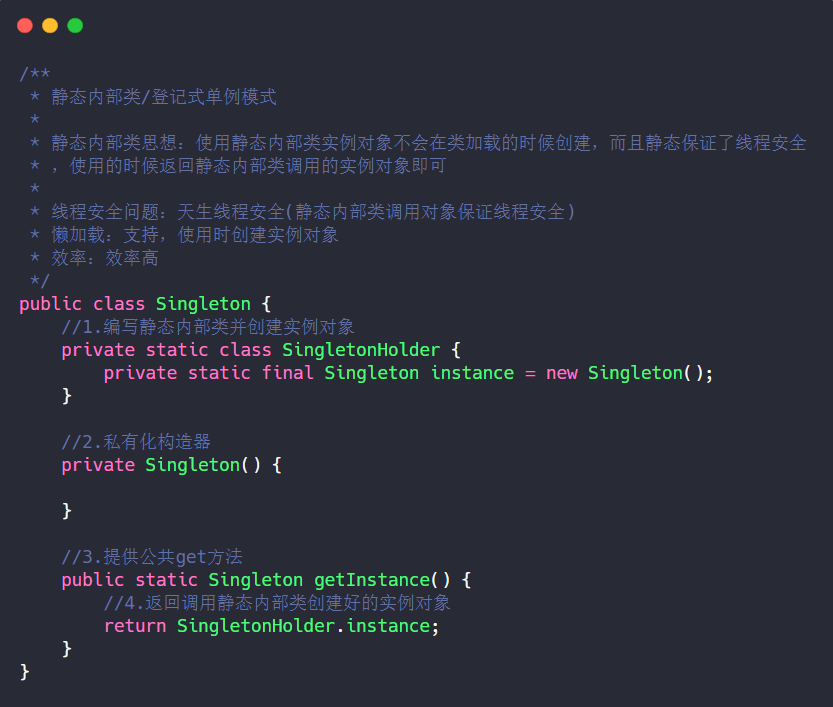 /**
 * 静态内部类/登记式单例模式
 *
 * 静态内部类思想：使用静态内部类实例对象不会在类加载的时候创建，而且静态保证了线程安全
 * ，使用的时候返回静态内部类调用的实例对象即可
 *
 * 线程安全问题：天生线程安全(静态内部类调用对象保证线程安全)
 * 懒加载：支持，使用时创建实例对象
 * 效率：效率高
 */
public class Singleton {
    //1.编写静态内部类并创建实例对象
    private static class SingletonHolder {
        private static final Singleton instance = new Singleton();
    }

    //2.私有化构造器
    private Singleton() {

    }

    //3.提供公共get方法
    public static Singleton getInstance() {
        //4.返回调用静态内部类创建好的实例对象
        return SingletonHolder.instance;
    }
}